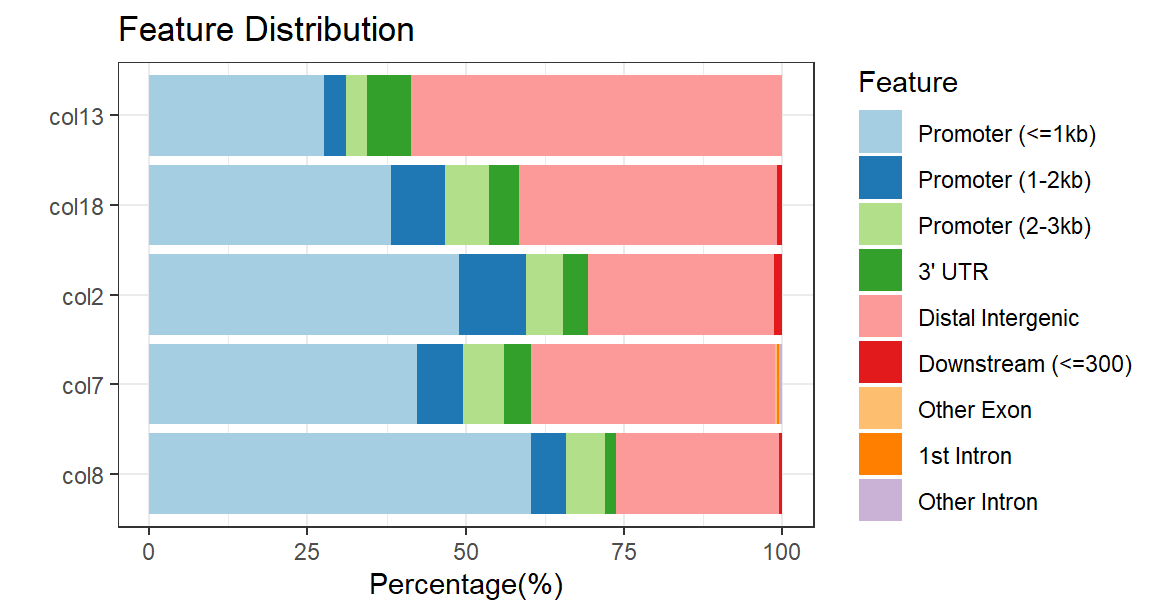 Feature Distribution
col13
col18
col2
col7
col8
0 25 50 75 100
Percentage(%)
Feature
Promoter (<=1kb)
Promoter (1-2kb)
Promoter (2-3kb)
3' UTR
Distal Intergenic
Downstream (<=300)
Other Exon
1st Intron
Other Intron